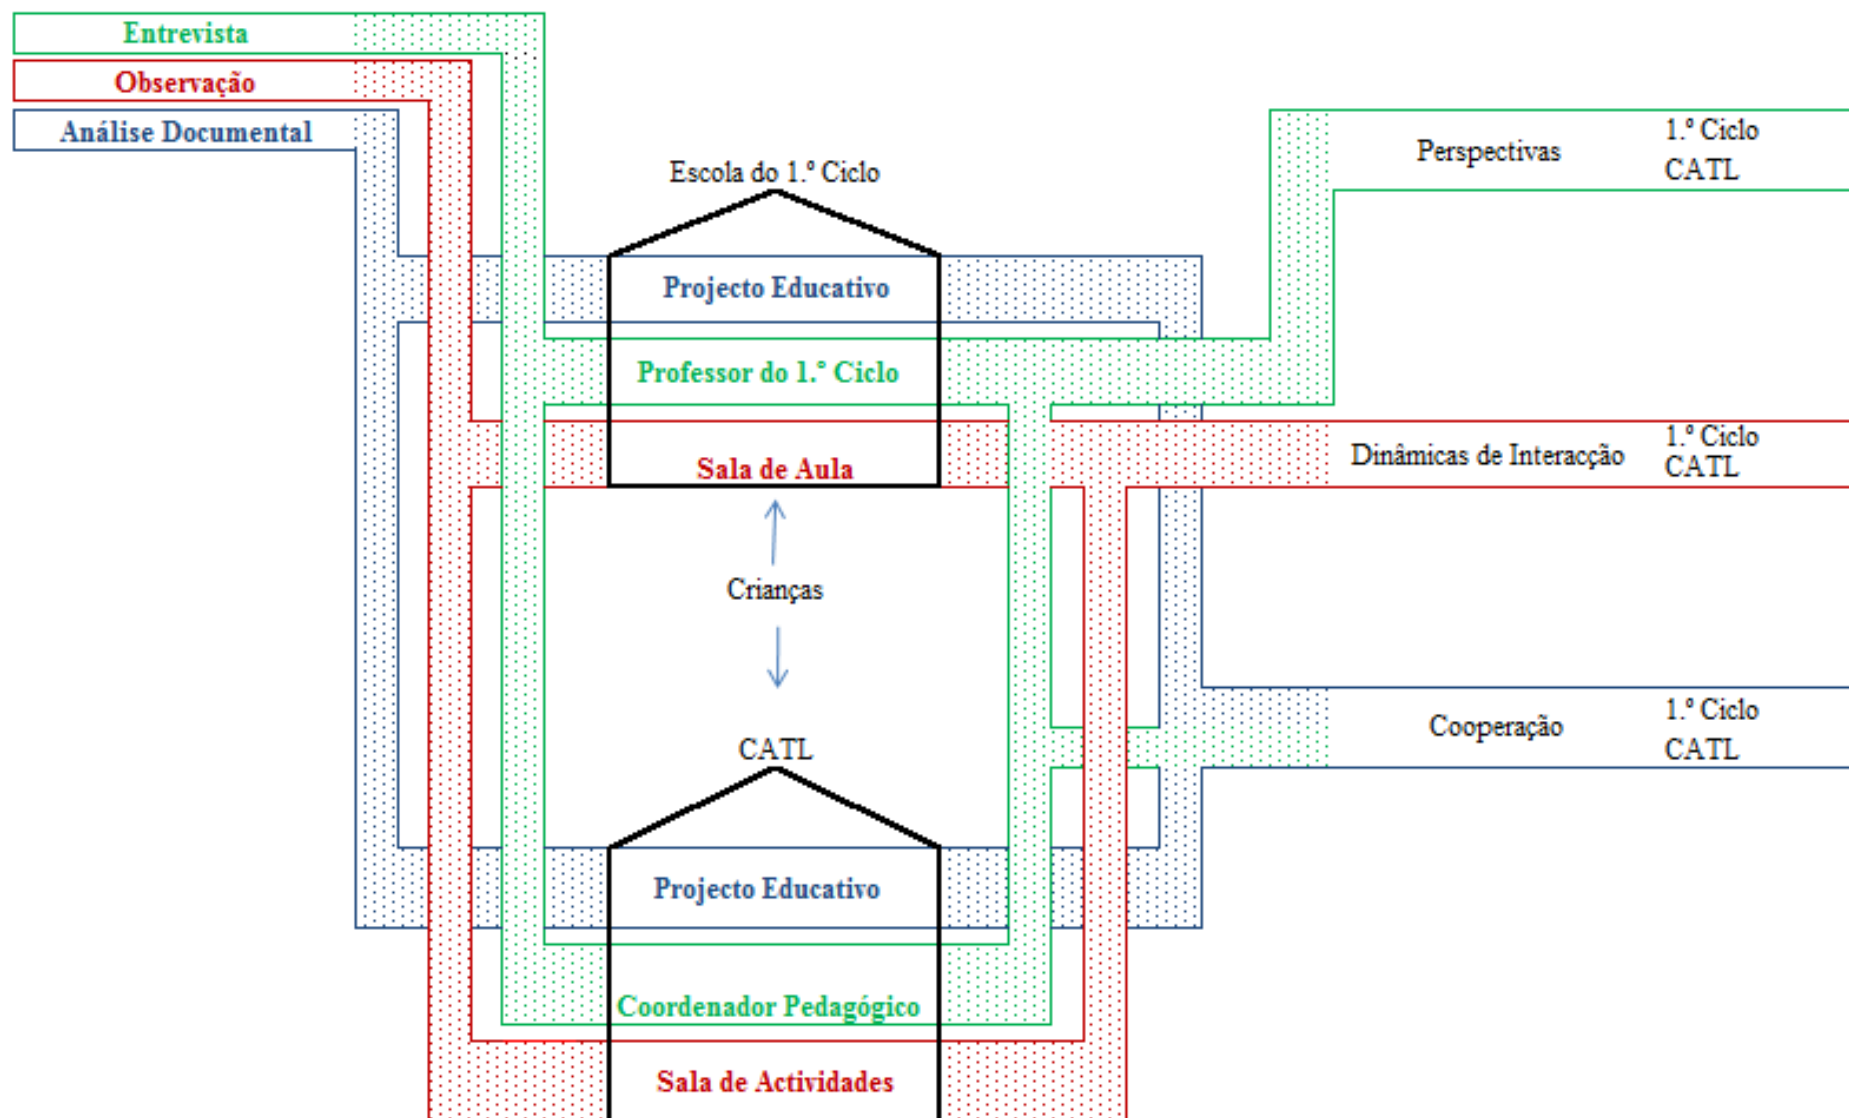 Entrevista
Observação
Análise Documental
Escola do 1.º Ciclo
Projecto Educativo
Professor do 1.º Ciclo
Sala de Aula
Crianças
CATL
Projecto Educativo
Coordenador Pedagógico
Sala de Actividades
Perspectivas
1.º Ciclo
CATL
Dinâmicas de Interacção
1.º Ciclo
CATL
Cooperação
1.º Ciclo
CATL